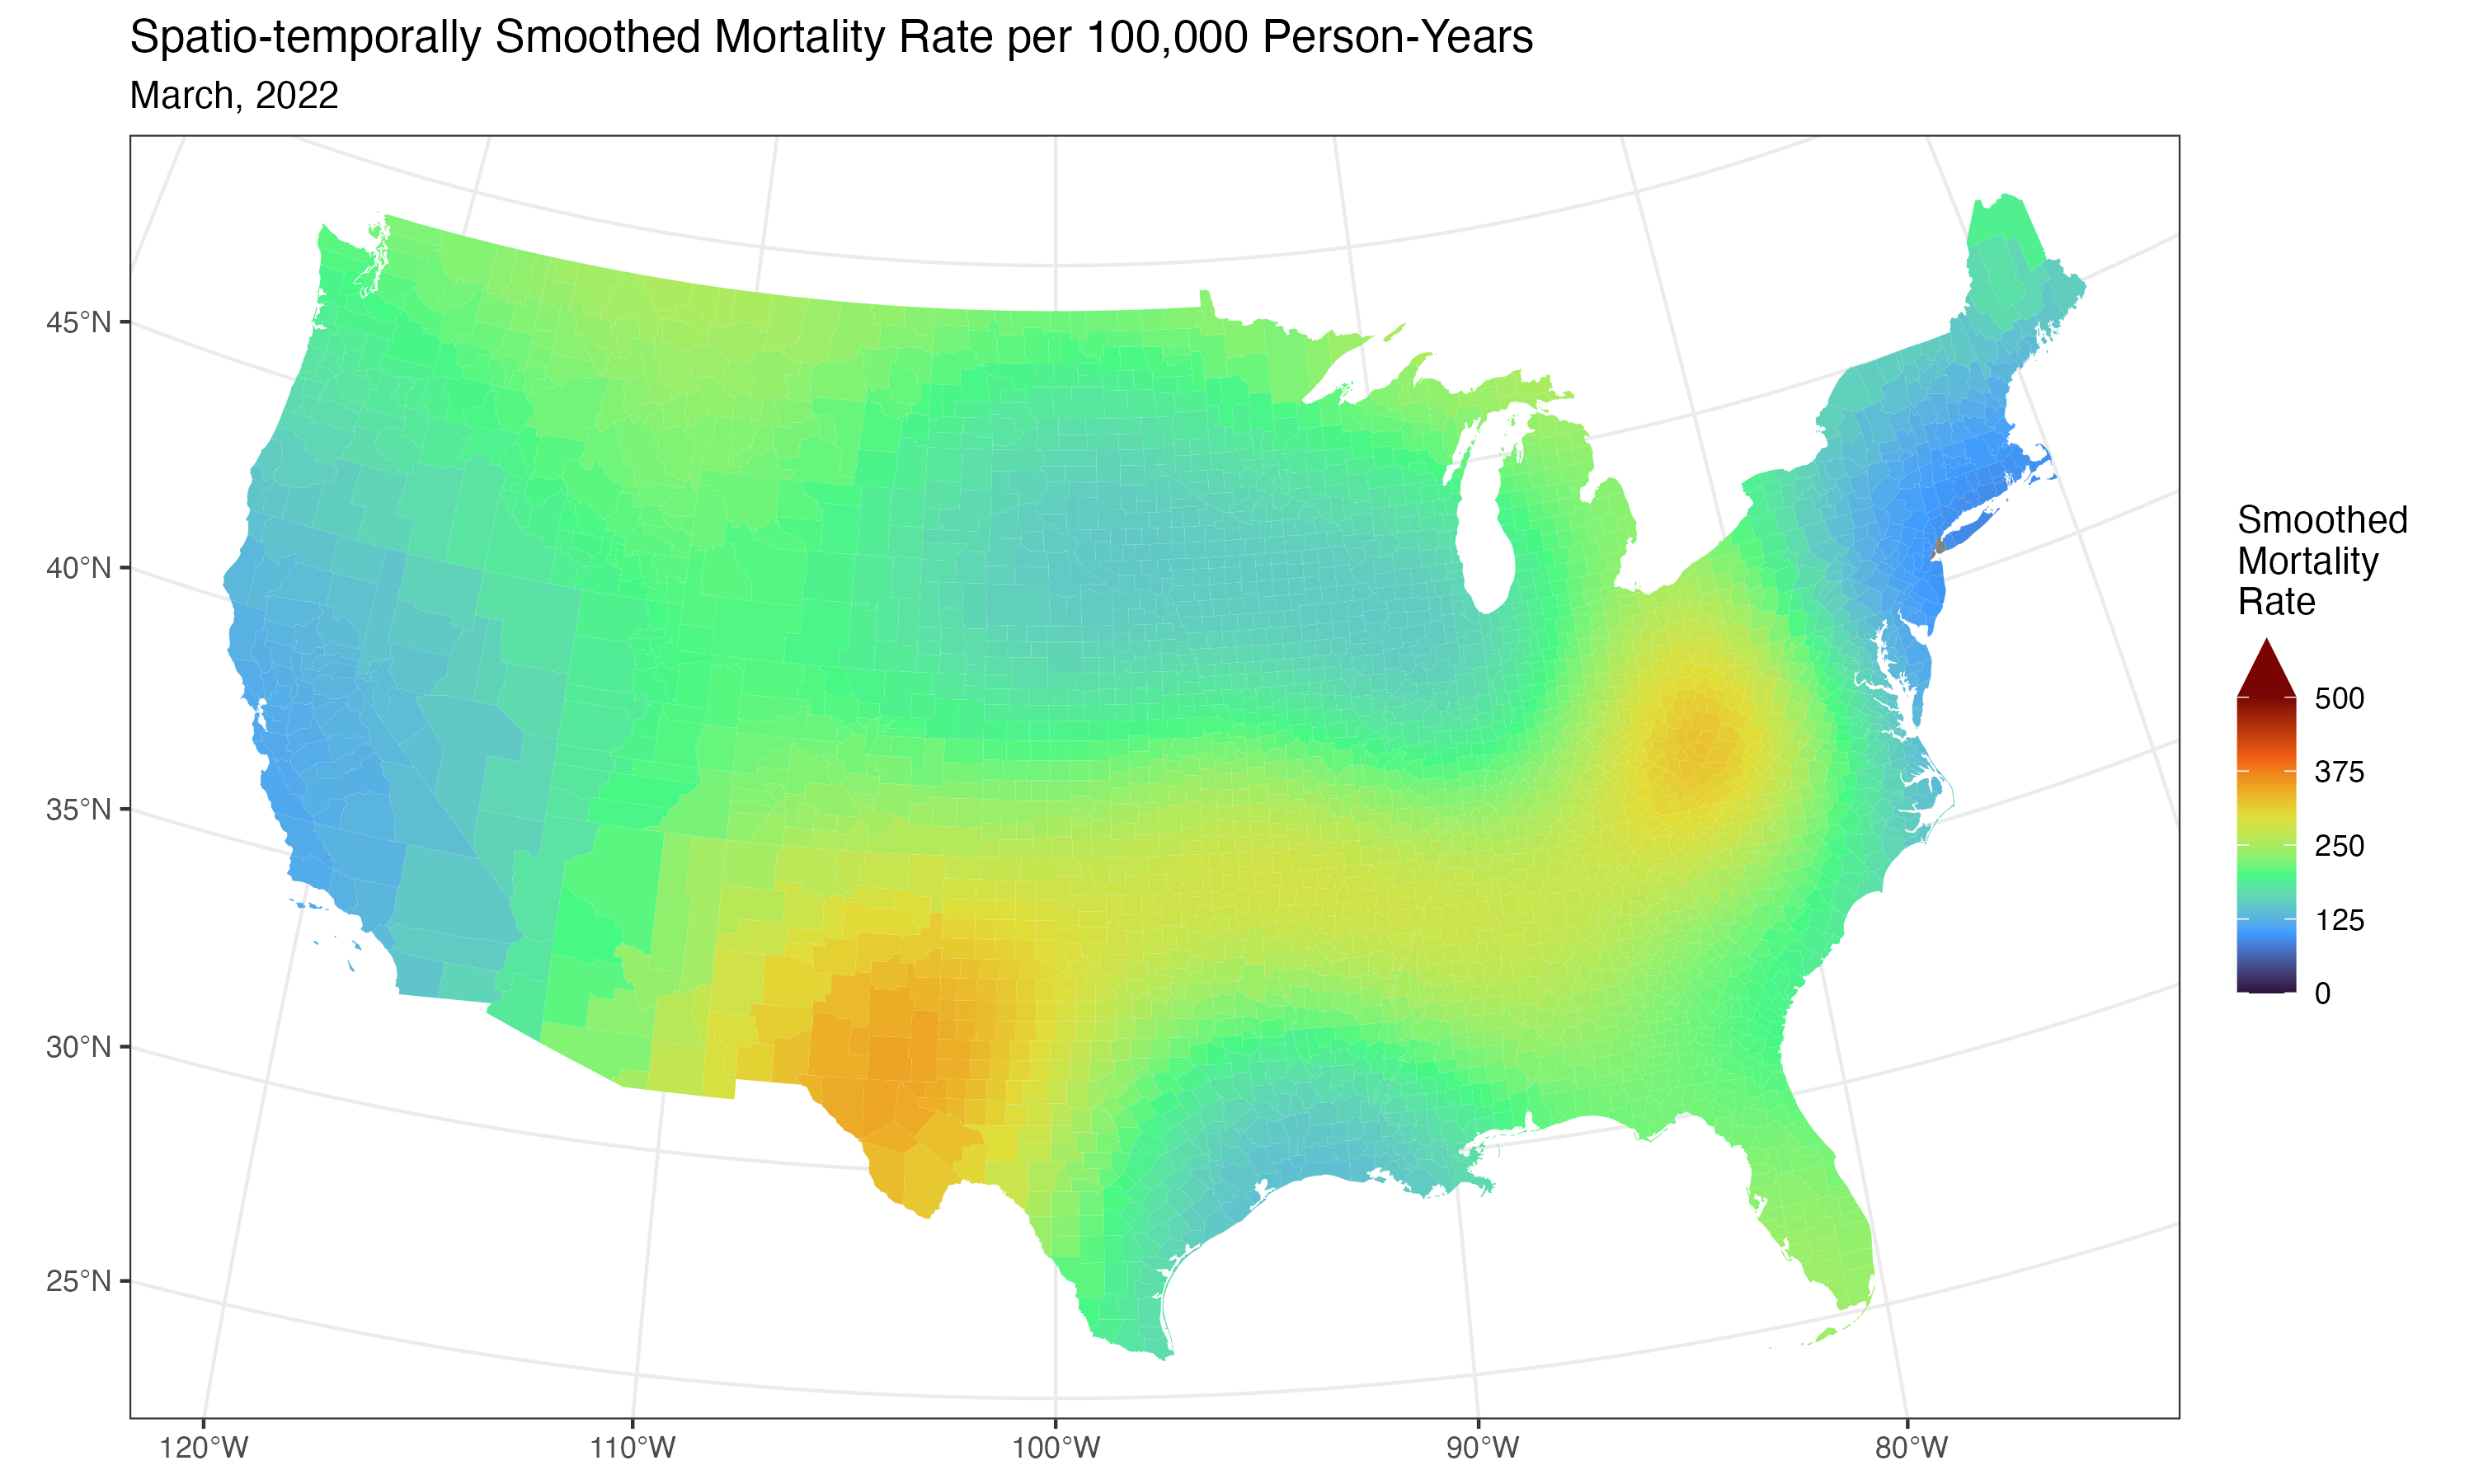 Spatio-temporally Smoothed Mortality Rate per 100,000 Person-Years
March, 2022
45°N
40°N
35°N
30°N
25°N
120°W
110°W
100°W
90°W
80°W
Smoothed
Mortality
Rate
500
375
250
125
0